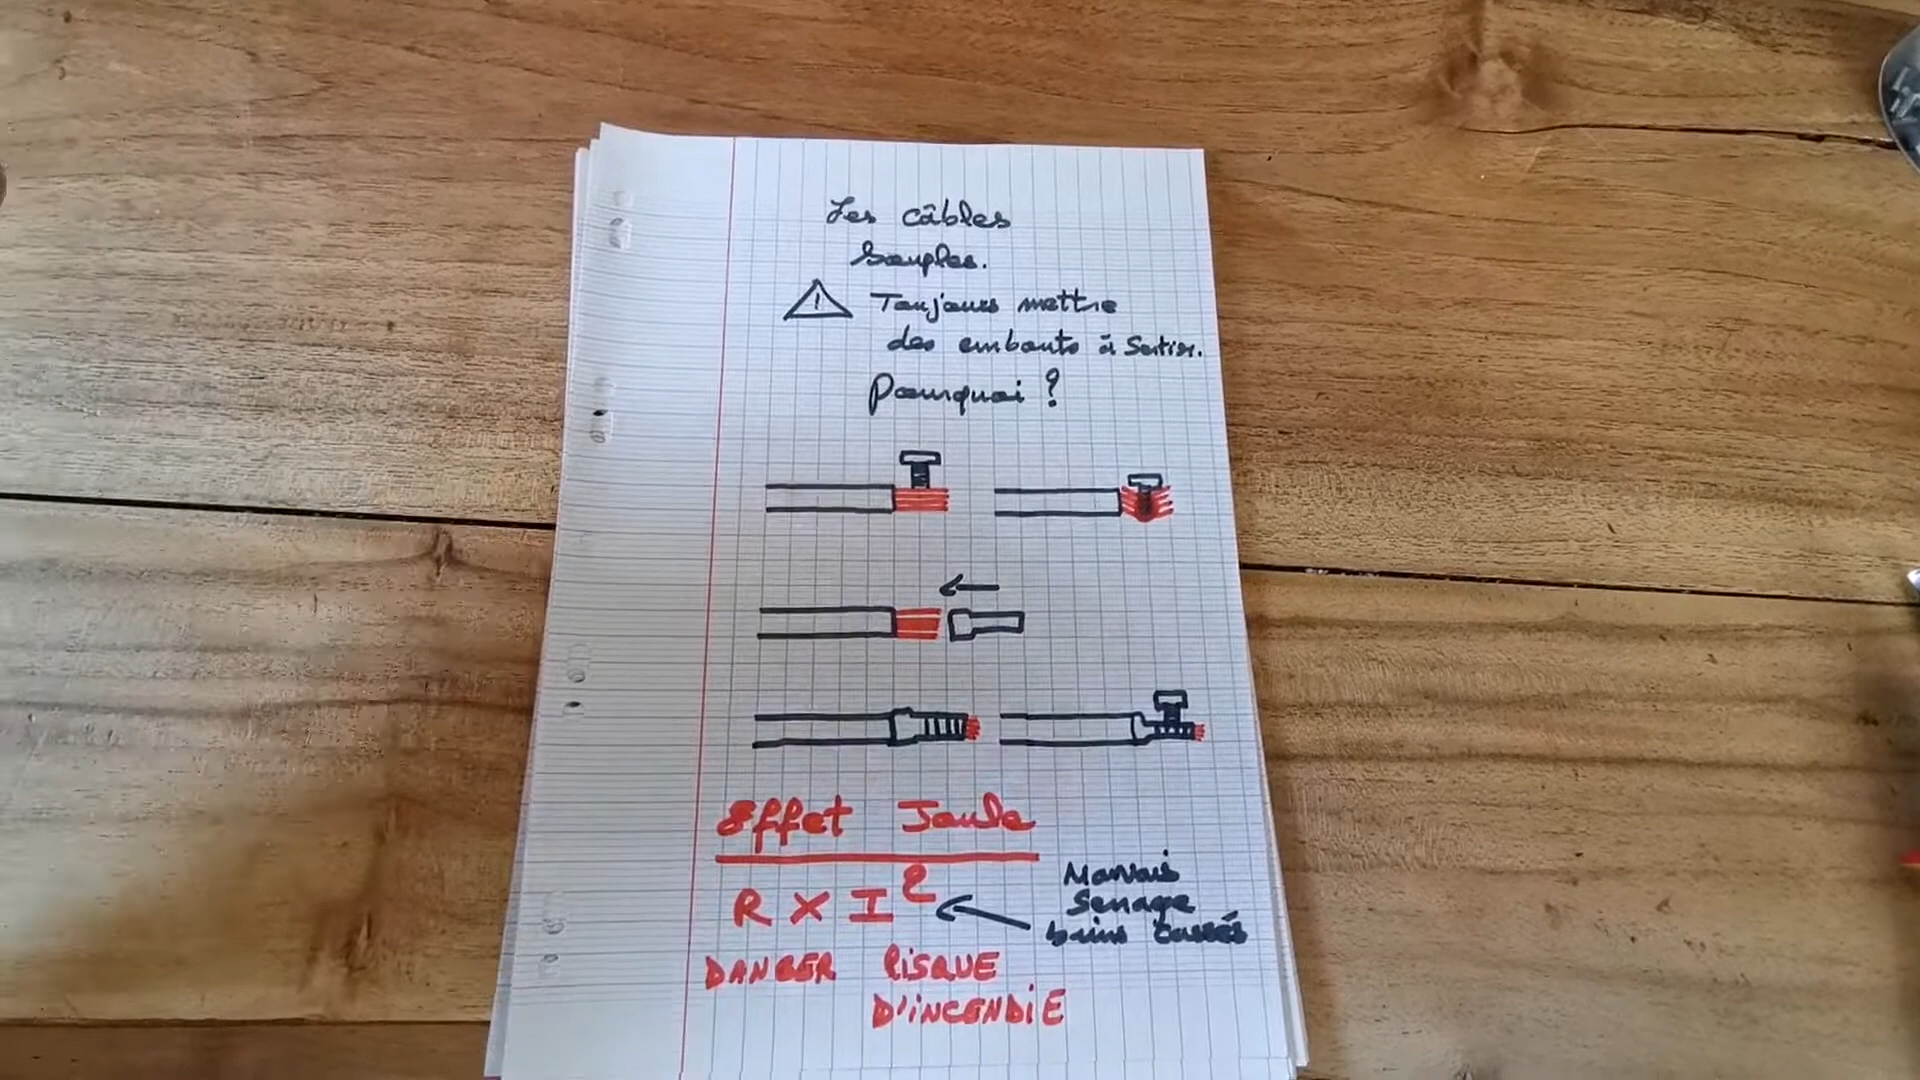 Les câbles
Souples.
! Toujours mettre
des embouts à Sertir.
Pourquoi ?
Effet Joule
R X I²
Mauvais
Serrage
brins cassés
DANGER RISQUE
D'iNCENDiE